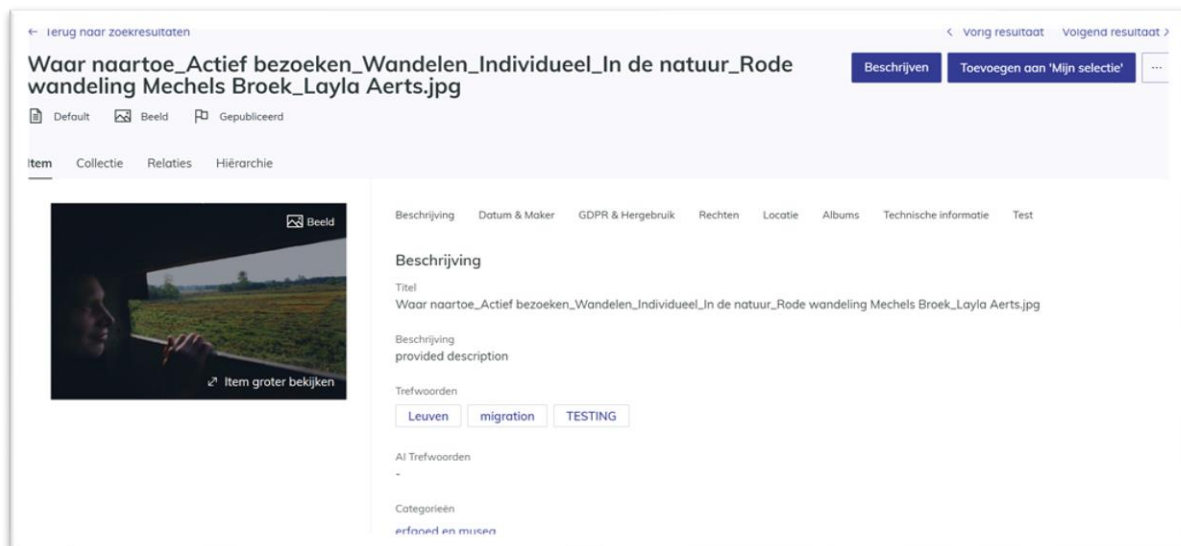 ← Terug naar zoekresultaten
< Vorig resultaat Volgend resultaat >
Waar naartoe_Actief bezoeken_Wandelen_Individueel_In de natuur_Rode
wandeling Mechels Broek_Layla Aerts.jpg
Beschrijven Toevoegen aan 'Mijn selectie' ...
Default Beeld Gepubliceerd
Item Collectie Relaties Hiërarchie
Beeld
Item groter bekijken
Beschrijving Datum & Maker GDPR & Hergebruik Rechten Locatie Albums Technische informatie Test
Beschrijving
Titel
Waar naartoe_Actief bezoeken_Wandelen_Individueel_In de natuur_Rode wandeling Mechels Broek_Layla Aerts.jpg
Beschrijving
provided description
Trefwoorden
Leuven migration TESTING
AI Trefwoorden
-
Categorieën
erfgoed en musea